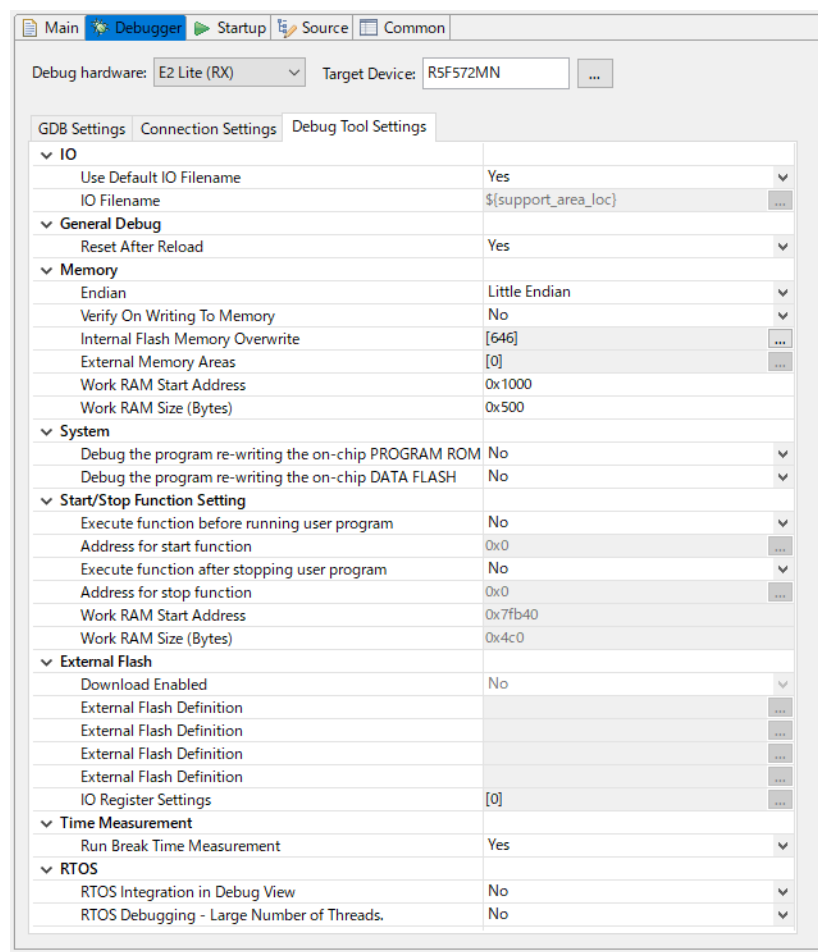 Main Debugger Startup Source Common
Debug hardware: E2 Lite (RX) Target Device: R5F572MN ...
GDB Settings Connection Settings Debug Tool Settings
IO
Use Default IO Filename Yes
IO Filename ${support_area_loc} ...
General Debug
Reset After Reload Yes
Memory
Endian Little Endian
Verify On Writing To Memory No
Internal Flash Memory Overwrite [646] ...
External Memory Areas [0] ...
Work RAM Start Address 0x1000
Work RAM Size (Bytes) 0x500
System
Debug the program re-writing the on-chip PROGRAM ROM No
Debug the program re-writing the on-chip DATA FLASH No
Start/Stop Function Setting
Execute function before running user program No
Address for start function 0x0 ...
Execute function after stopping user program No
Address for stop function 0x0 ...
Work RAM Start Address 0x7fb40
Work RAM Size (Bytes) 0x4c0
External Flash
Download Enabled No
External Flash Definition ...
External Flash Definition ...
External Flash Definition ...
External Flash Definition ...
IO Register Settings [0] ...
Time Measurement
Run Break Time Measurement Yes
RTOS
RTOS Integration in Debug View No
RTOS Debugging - Large Number of Threads. No